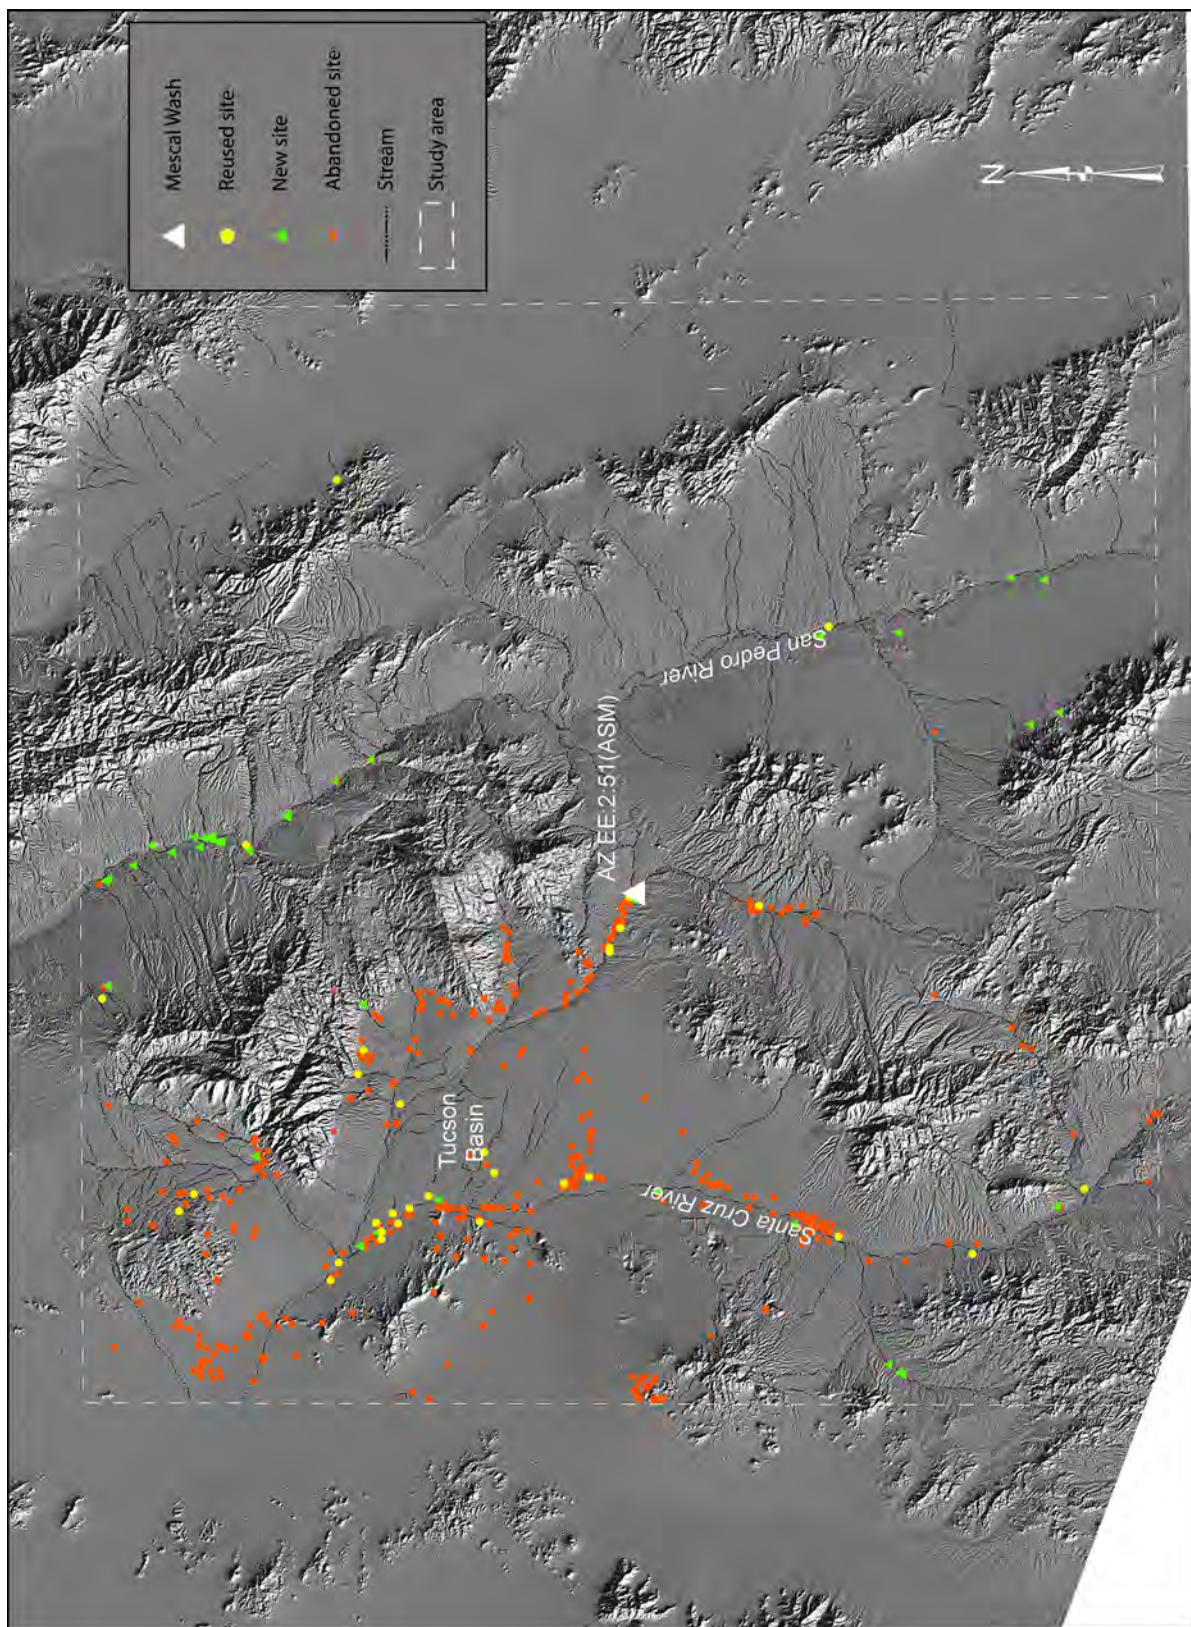 Mescal Wash
Reused site
New site
Abandoned site
Stream
Study area
N
San Pedro River
AZ EE:2:51(ASM)
Tucson
Basin
Santa Cruz River